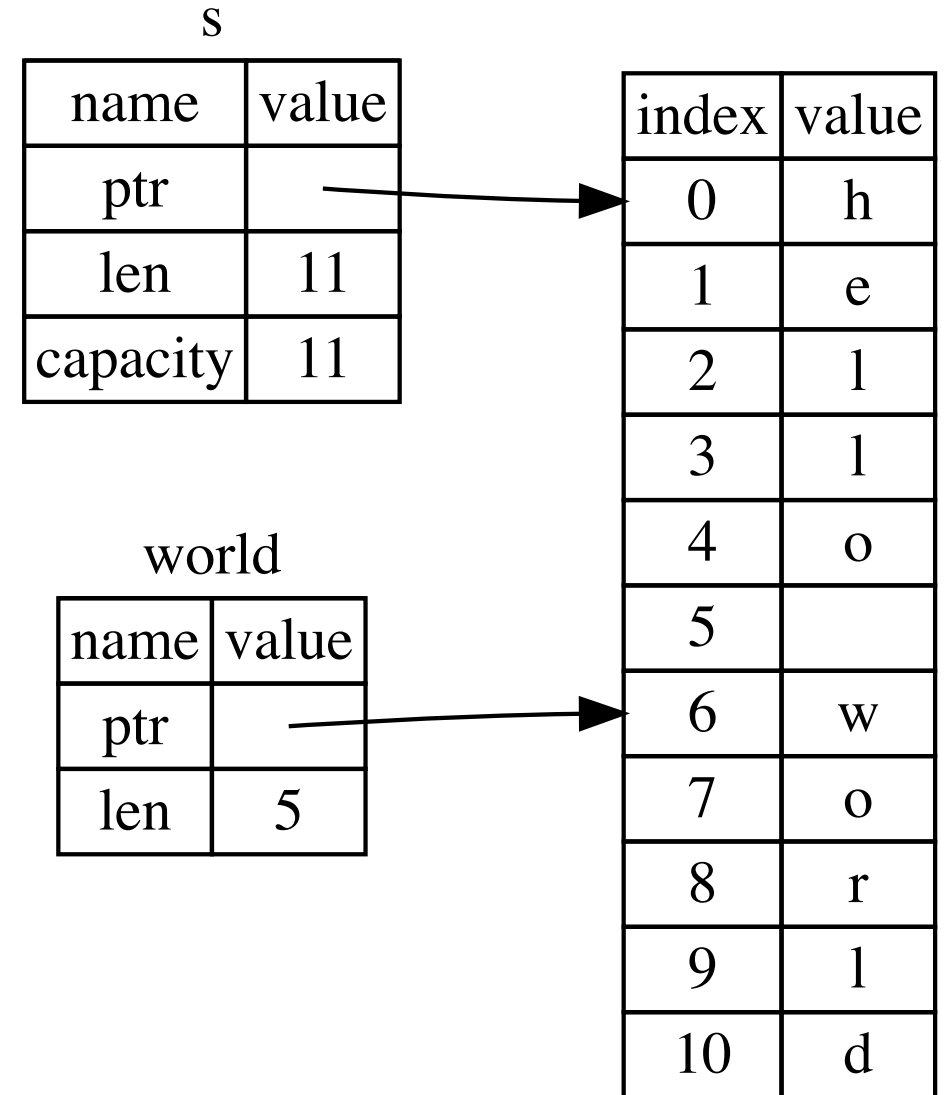 s
name value
ptr
len 11
capacity 11
world
name value
ptr
len 5
index value
0 h
1 e
2 l
3 l
4 o
5
6 w
7 o
8 r
9 l
10 d